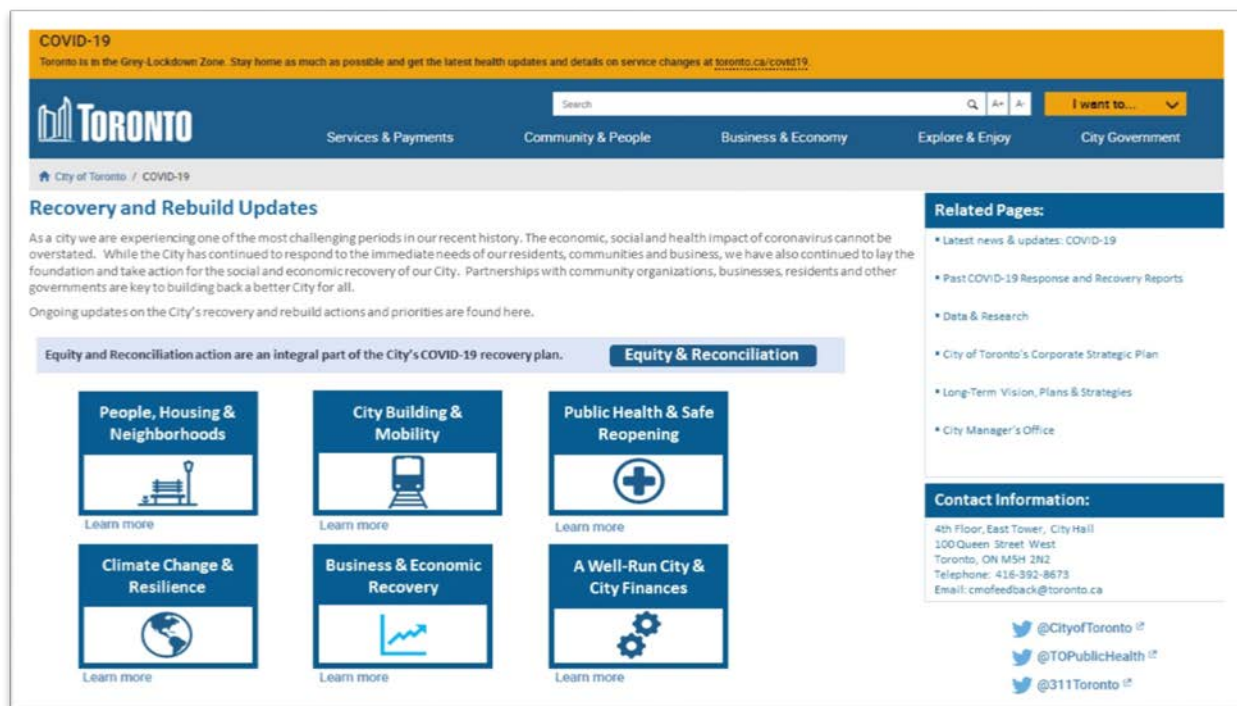 COVID-19
Toronto is in the Grey-Lockdown Zone. Stay home as much as possible and get the latest health updates and details on service changes at toronto.ca/covid19.
TORONTO
Search
A+ A-
I want to...
Services & Payments
Community & People
Business & Economy
Explore & Enjoy
City Government
City of Toronto / COVID-19
Recovery and Rebuild Updates
As a city we are experiencing one of the most challenging periods in our recent history. The economic, social and health impact of coronavirus cannot be
overstated. While the City has continued to respond to the immediate needs of our residents, communities and business, we have also continued to lay the
foundation and take action for the social and economic recovery of our City. Partnerships with community organizations, businesses, residents and other
governments are key to building back a better City for all.
Ongoing updates on the City's recovery and rebuild actions and priorities are found here.
Equity and Reconciliation action are an integral part of the City's COVID-19 recovery plan.
Equity & Reconciliation
People, Housing &
Neighborhoods
Learn more
City Building &
Mobility
Learn more
Public Health & Safe
Reopening
Learn more
Climate Change &
Resilience
Learn more
Business & Economic
Recovery
Learn more
A Well-Run City &
City Finances
Learn more
Related Pages:
▪ Latest news & updates: COVID-19
▪ Past COVID-19 Response and Recovery Reports
▪ Data & Research
▪ City of Toronto's Corporate Strategic Plan
▪ Long-Term Vision, Plans & Strategies
▪ City Manager's Office
Contact Information:
4th Floor, East Tower, City Hall
100 Queen Street West
Toronto, ON M5H 2N2
Telephone: 416-392-8673
Email: cmofeedback@toronto.ca
@CityofToronto
@TOPublicHealth
@311Toronto